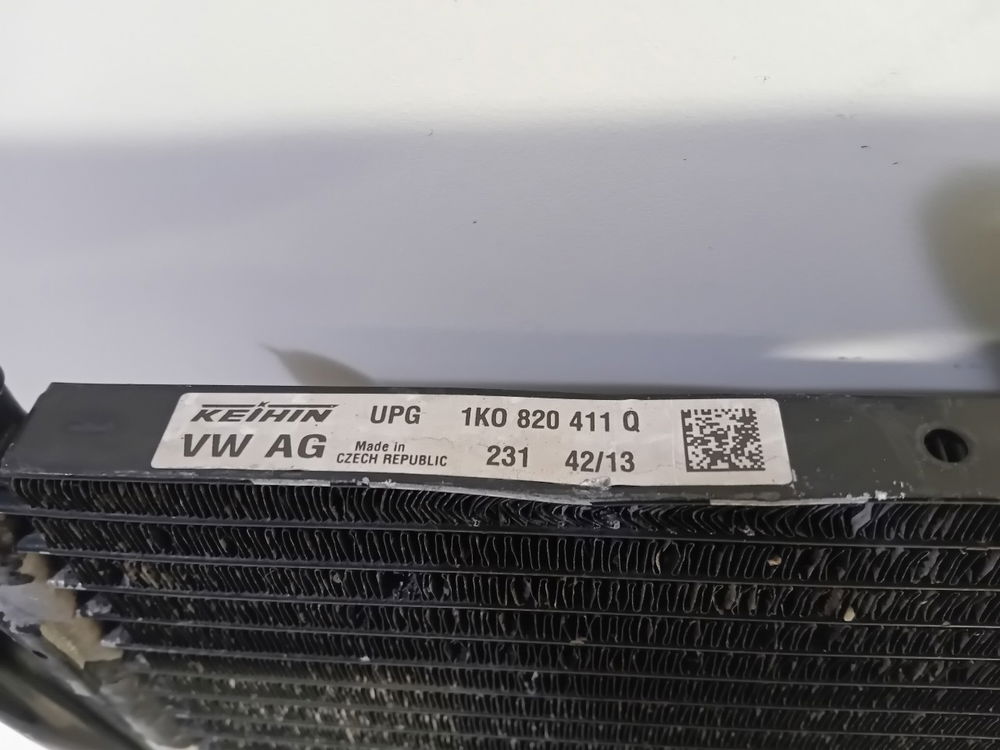 KEIHIN UPG 1K0 820 411 Q
VW AG Made in CZECH REPUBLIC 231 42/13